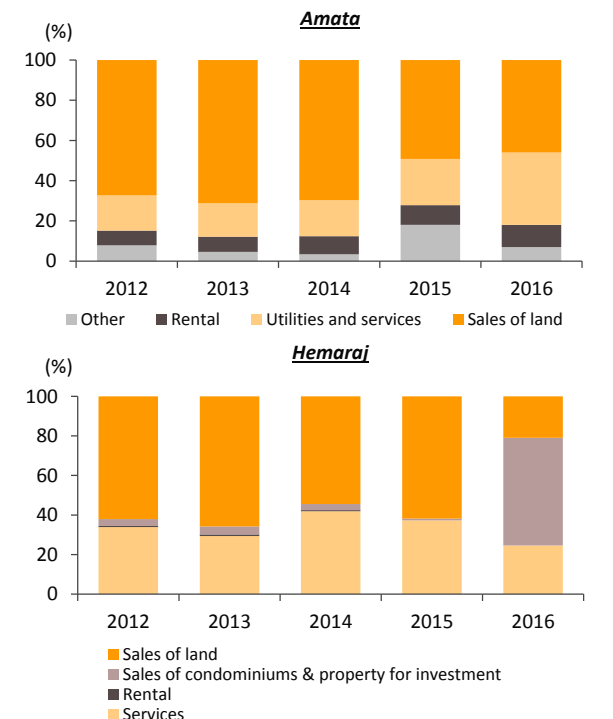 Amata
(%)
100
80
60
40
20
0
2012 2013 2014 2015 2016
Other Rental Utilities and services Sales of land
Hemaraj
(%)
100
80
60
40
20
0
2012 2013 2014 2015 2016
Sales of land
Sales of condominiums & property for investment
Rental
Services